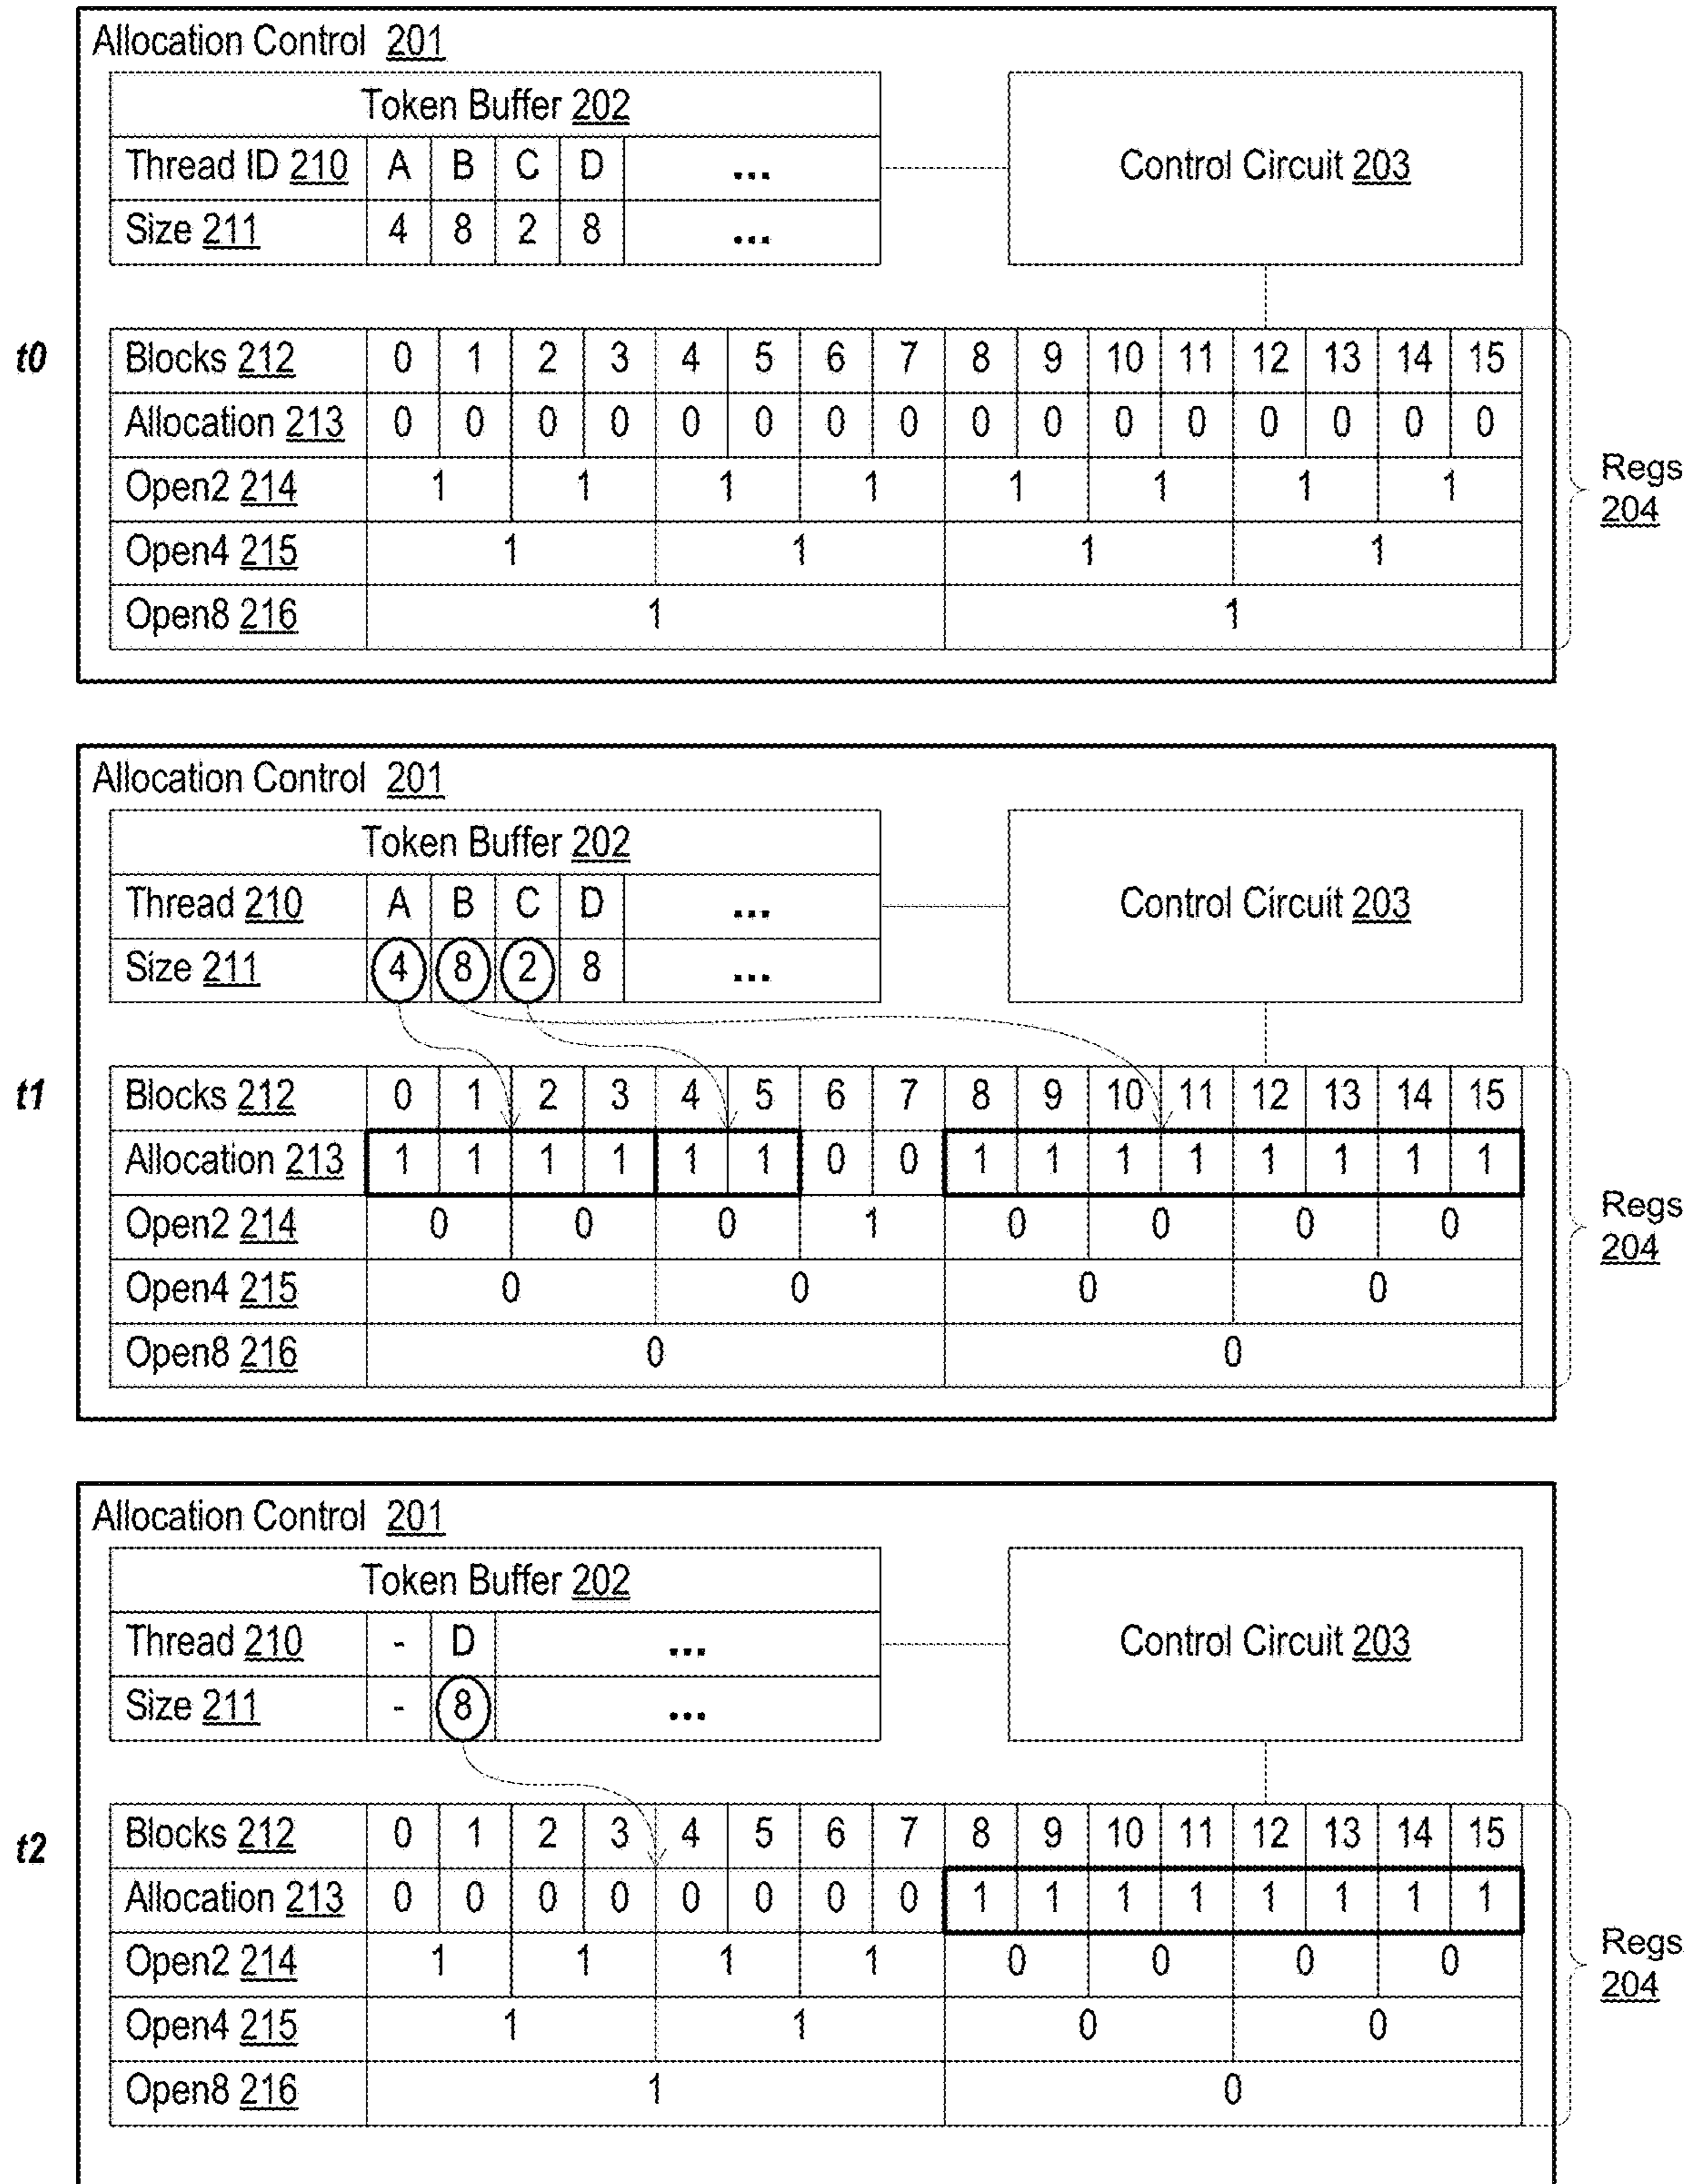 Allocation Control 201
Token Buffer 202
Thread ID 210 A B C D ...
Size 211 4 8 2 8 ...
Control Circuit 203
t0
Blocks 212 0 1 2 3 4 5 6 7 8 9 10 11 12 13 14 15
Allocation 213 0 0 0 0 0 0 0 0 0 0 0 0 0 0 0 0
Open2 214 1 1 1 1 1 1 1 1
Open4 215 1 1 1 1
Open8 216 1 1
Regs
204
Allocation Control 201
Token Buffer 202
Thread 210 A B C D ...
Size 211 4 8 2 8 ...
Control Circuit 203
t1
Blocks 212 0 1 2 3 4 5 6 7 8 9 10 11 12 13 14 15
Allocation 213 1 1 1 1 1 1 0 0 1 1 1 1 1 1 1 1
Open2 214 0 0 0 1 0 0 0 0
Open4 215 0 0 0 0
Open8 216 0 0
Regs
204
Allocation Control 201
Token Buffer 202
Thread 210 - D ...
Size 211 - 8 ...
Control Circuit 203
t2
Blocks 212 0 1 2 3 4 5 6 7 8 9 10 11 12 13 14 15
Allocation 213 0 0 0 0 0 0 0 0 1 1 1 1 1 1 1 1
Open2 214 1 1 1 1 0 0 0 0
Open4 215 1 1 0 0
Open8 216 1 0
Regs
204